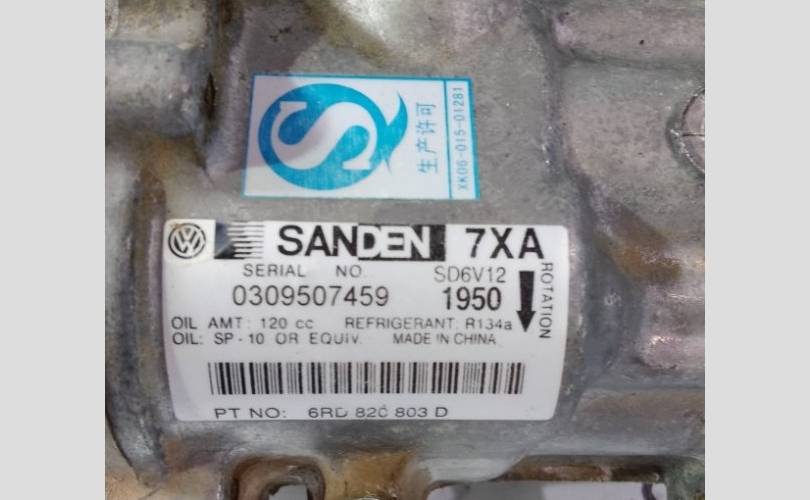 生产许可
XK06-015-01281
SANDEN 7XA
SERIAL NO. SD6V12
0309507459 1950
ROTATION
OIL AMT: 120 cc REFRIGERANT: R134a
OIL: SP-10 OR EQUIV. MADE IN CHINA
PT NO: 6RD 820 803 D